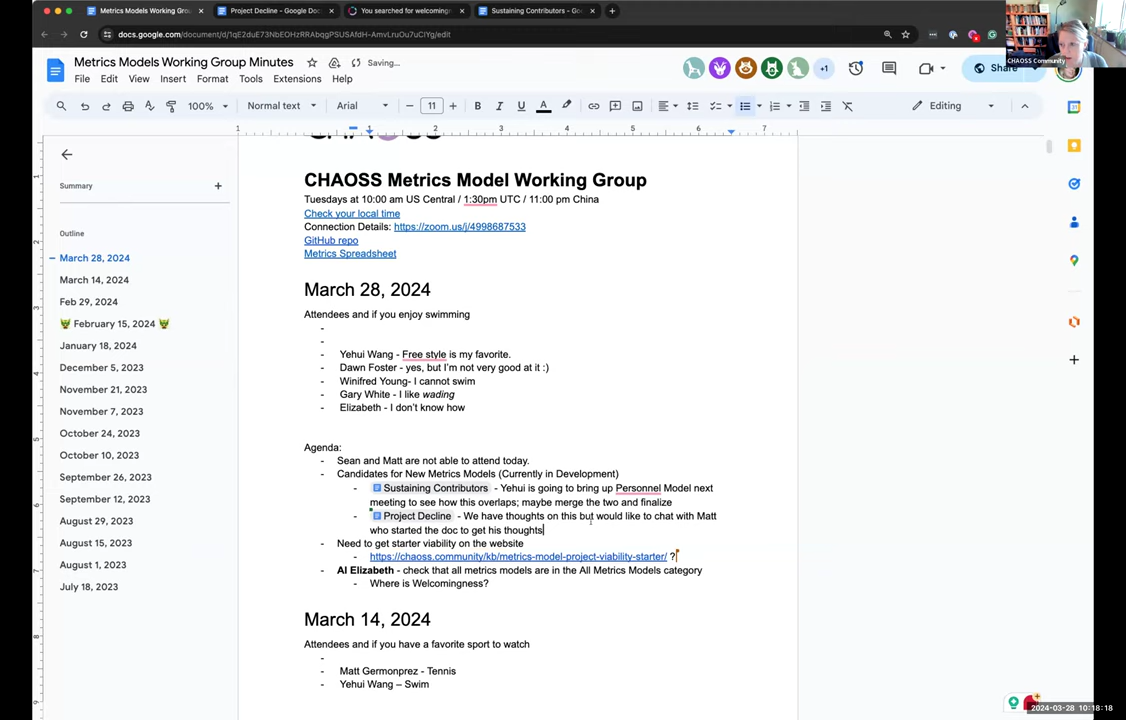 Metrics Models Working Grou
Project Decline - Google Doc
You searched for welcomingn
Sustaining Contributors - Go
docs.google.com/document/d/1qE2duE73NbEOHzRRAbqgPSUSAfdH-AmvLruOu7uClYg/edit
CHAOSS Community
Metrics Models Working Group Minutes
Saving...
File Edit View Insert Format Tools Extensions Help
+1
Share
100% Normal text Arial 11 Editing
1 1 2 3 4 5 6 7
Summary
Outline
March 28, 2024
March 14, 2024
Feb 29, 2024
February 15, 2024
January 18, 2024
December 5, 2023
November 21, 2023
November 7, 2023
October 24, 2023
October 10, 2023
September 26, 2023
September 12, 2023
August 29, 2023
August 15, 2023
August 1, 2023
July 18, 2023
CHAOSS Metrics Model Working Group
Tuesdays at 10:00 am US Central / 1:30pm UTC / 11:00 pm China
Check your local time
Connection Details: https://zoom.us/j/4998687533
GitHub repo
Metrics Spreadsheet
March 28, 2024
Attendees and if you enjoy swimming
-
-
- Yehui Wang - Free style is my favorite.
- Dawn Foster - yes, but I'm not very good at it :)
- Winifred Young- I cannot swim
- Gary White - I like wading
- Elizabeth - I don't know how
Agenda:
- Sean and Matt are not able to attend today.
- Candidates for New Metrics Models (Currently in Development)
- Sustaining Contributors - Yehui is going to bring up Personnel Model next
meeting to see how this overlaps; maybe merge the two and finalize
- Project Decline - We have thoughts on this but would like to chat with Matt
who started the doc to get his thoughts
- Need to get starter viability on the website
- https://chaoss.community/kb/metrics-model-project-viability-starter/ ?
- AI Elizabeth - check that all metrics models are in the All Metrics Models category
- Where is Welcomingness?
March 14, 2024
Attendees and if you have a favorite sport to watch
-
- Matt Germonprez - Tennis
- Yehui Wang – Swim
2024-03-28 10:18:18